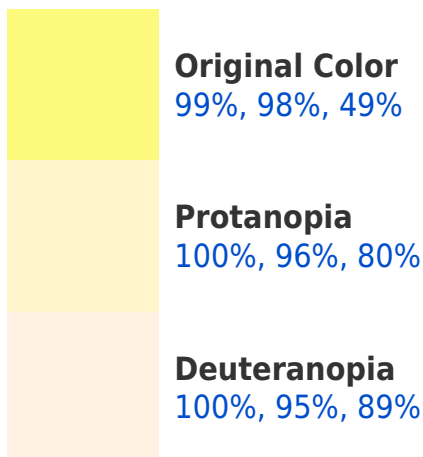 Original Color
99%, 98%, 49%
Protanopia
100%, 96%, 80%
Deuteranopia
100%, 95%, 89%